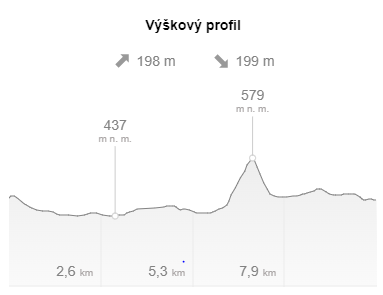 Výškový profil
198 m 199 m
579
m n. m.
437
m n. m.
2,6 km 5,3 km 7,9 km